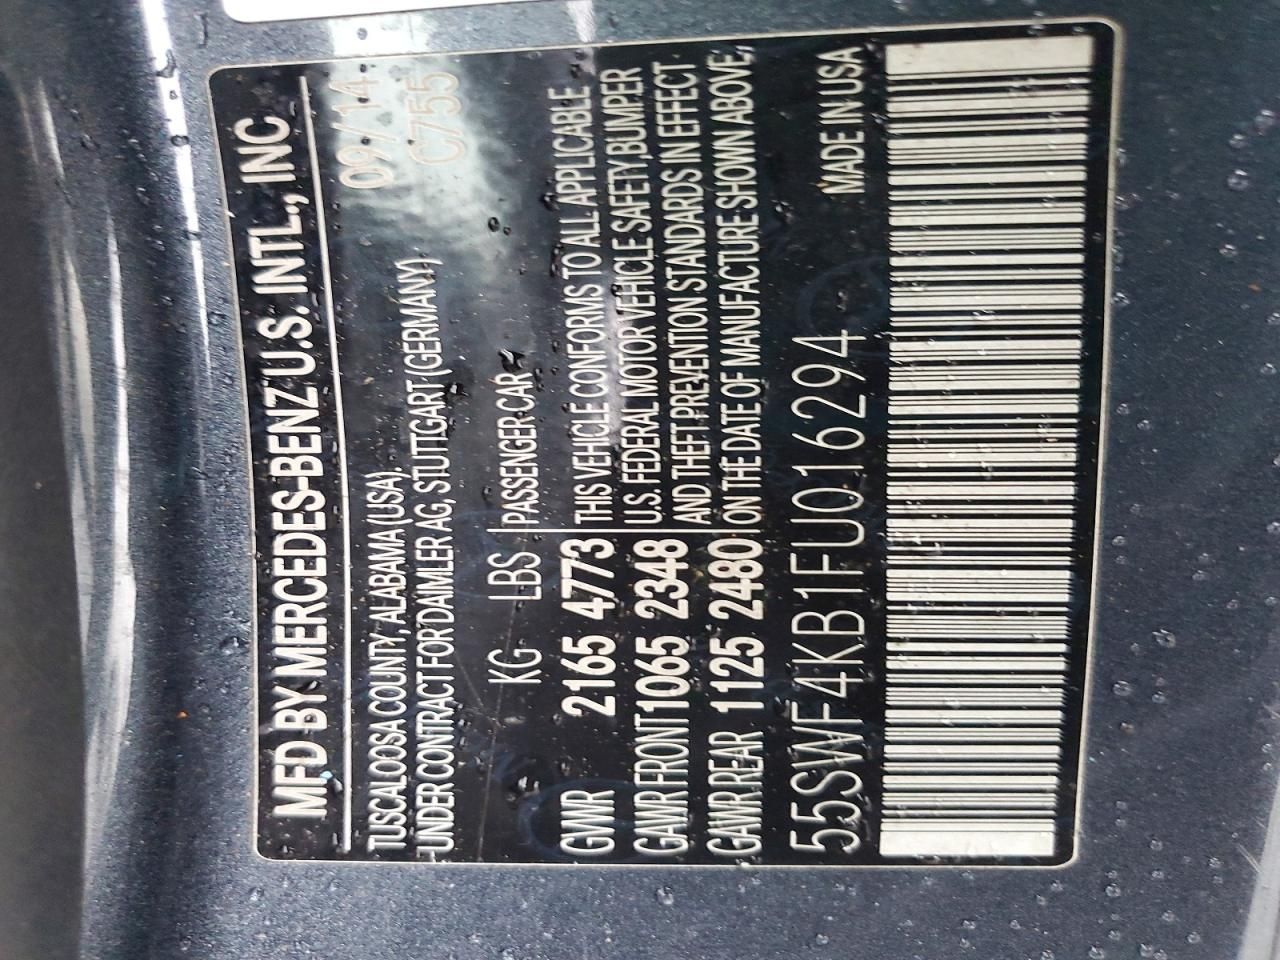 MFD BY MERCEDES-BENZ U.S. INTL., INC
09/14
TUSCALOOSA COUNTY, ALABAMA (USA).
C755
UNDER CONTRACT FOR DAIMLER AG, STUTTGART (GERMANY).
KG LBS PASSENGER CAR
GVWR 2165 4773 THIS VEHICLE CONFORMS TO ALL APPLICABLE
U.S. FEDERAL MOTOR VEHICLE SAFETY, BUMPER
GAWR FRONT 1065 2348 AND THEFT PREVENTION STANDARDS IN EFFECT
GAWR REAR 1125 2480 ON THE DATE OF MANUFACTURE SHOWN ABOVE,
55SWF4KB1FU016294 MADE IN USA